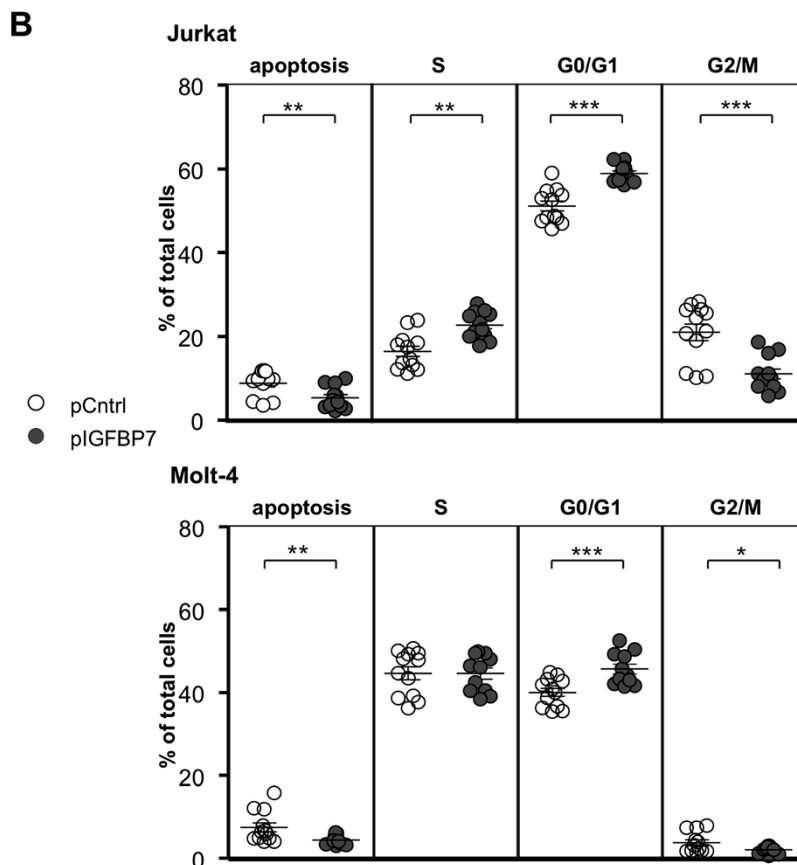 B
Jurkat
apoptosis S G0/G1 G2/M
% of total cells
80
60
40
20
0
** ** *** ***
pCntrl
pIGFBP7
Molt-4
apoptosis S G0/G1 G2/M
% of total cells
80
60
40
20
0
** *** *